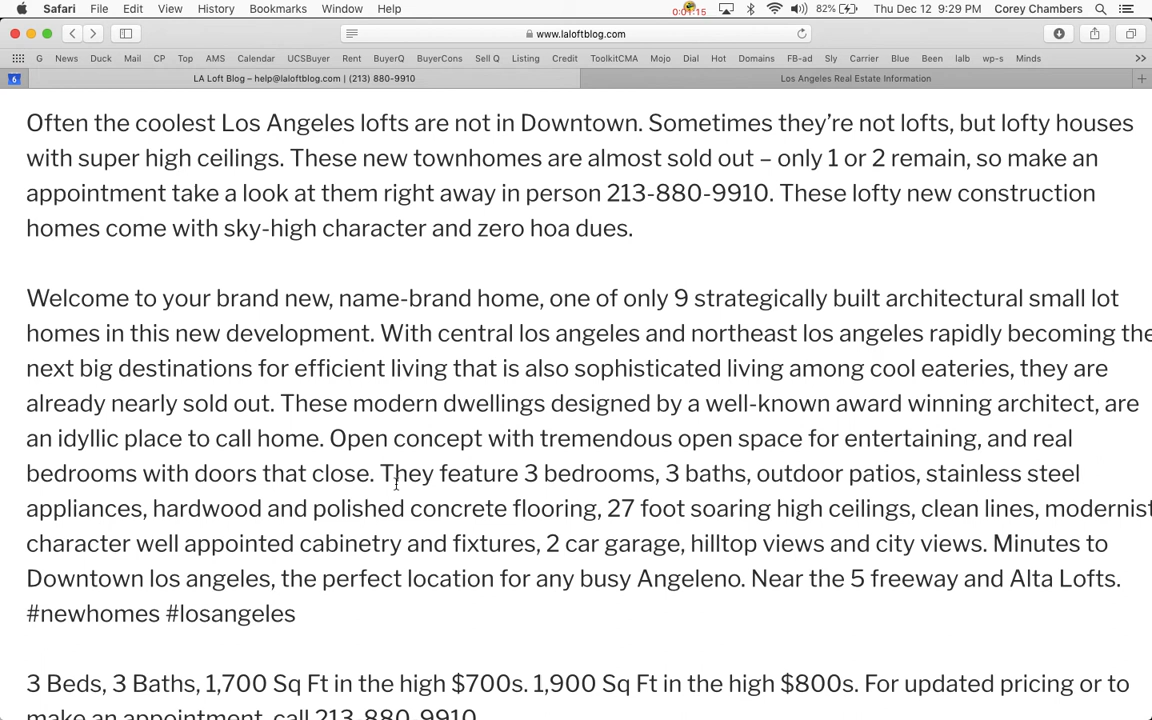 Safari File Edit View History Bookmarks Window Help 0:01:15 82% Thu Dec 12 9:29 PM Corey Chambers
www.laloftblog.com
G News Duck Mail CP Top AMS Calendar UCSBuyer Rent BuyerQ BuyerCons Sell Q Listing Credit ToolkitCMA Mojo Dial Hot Domains FB-ad Sly Carrier Blue Been lalb wp-s Minds
6 LA Loft Blog – help@laloftblog.com | (213) 880-9910 Los Angeles Real Estate Information
Often the coolest Los Angeles lofts are not in Downtown. Sometimes they’re not lofts, but lofty houses
with super high ceilings. These new townhomes are almost sold out – only 1 or 2 remain, so make an
appointment take a look at them right away in person 213-880-9910. These lofty new construction
homes come with sky-high character and zero hoa dues.
Welcome to your brand new, name-brand home, one of only 9 strategically built architectural small lot
homes in this new development. With central los angeles and northeast los angeles rapidly becoming the
next big destinations for efficient living that is also sophisticated living among cool eateries, they are
already nearly sold out. These modern dwellings designed by a well-known award winning architect, are
an idyllic place to call home. Open concept with tremendous open space for entertaining, and real
bedrooms with doors that close. They feature 3 bedrooms, 3 baths, outdoor patios, stainless steel
appliances, hardwood and polished concrete flooring, 27 foot soaring high ceilings, clean lines, modernist
character well appointed cabinetry and fixtures, 2 car garage, hilltop views and city views. Minutes to
Downtown los angeles, the perfect location for any busy Angeleno. Near the 5 freeway and Alta Lofts.
#newhomes #losangeles
3 Beds, 3 Baths, 1,700 Sq Ft in the high $700s. 1,900 Sq Ft in the high $800s. For updated pricing or to
make an appointment, call 213-880-9910